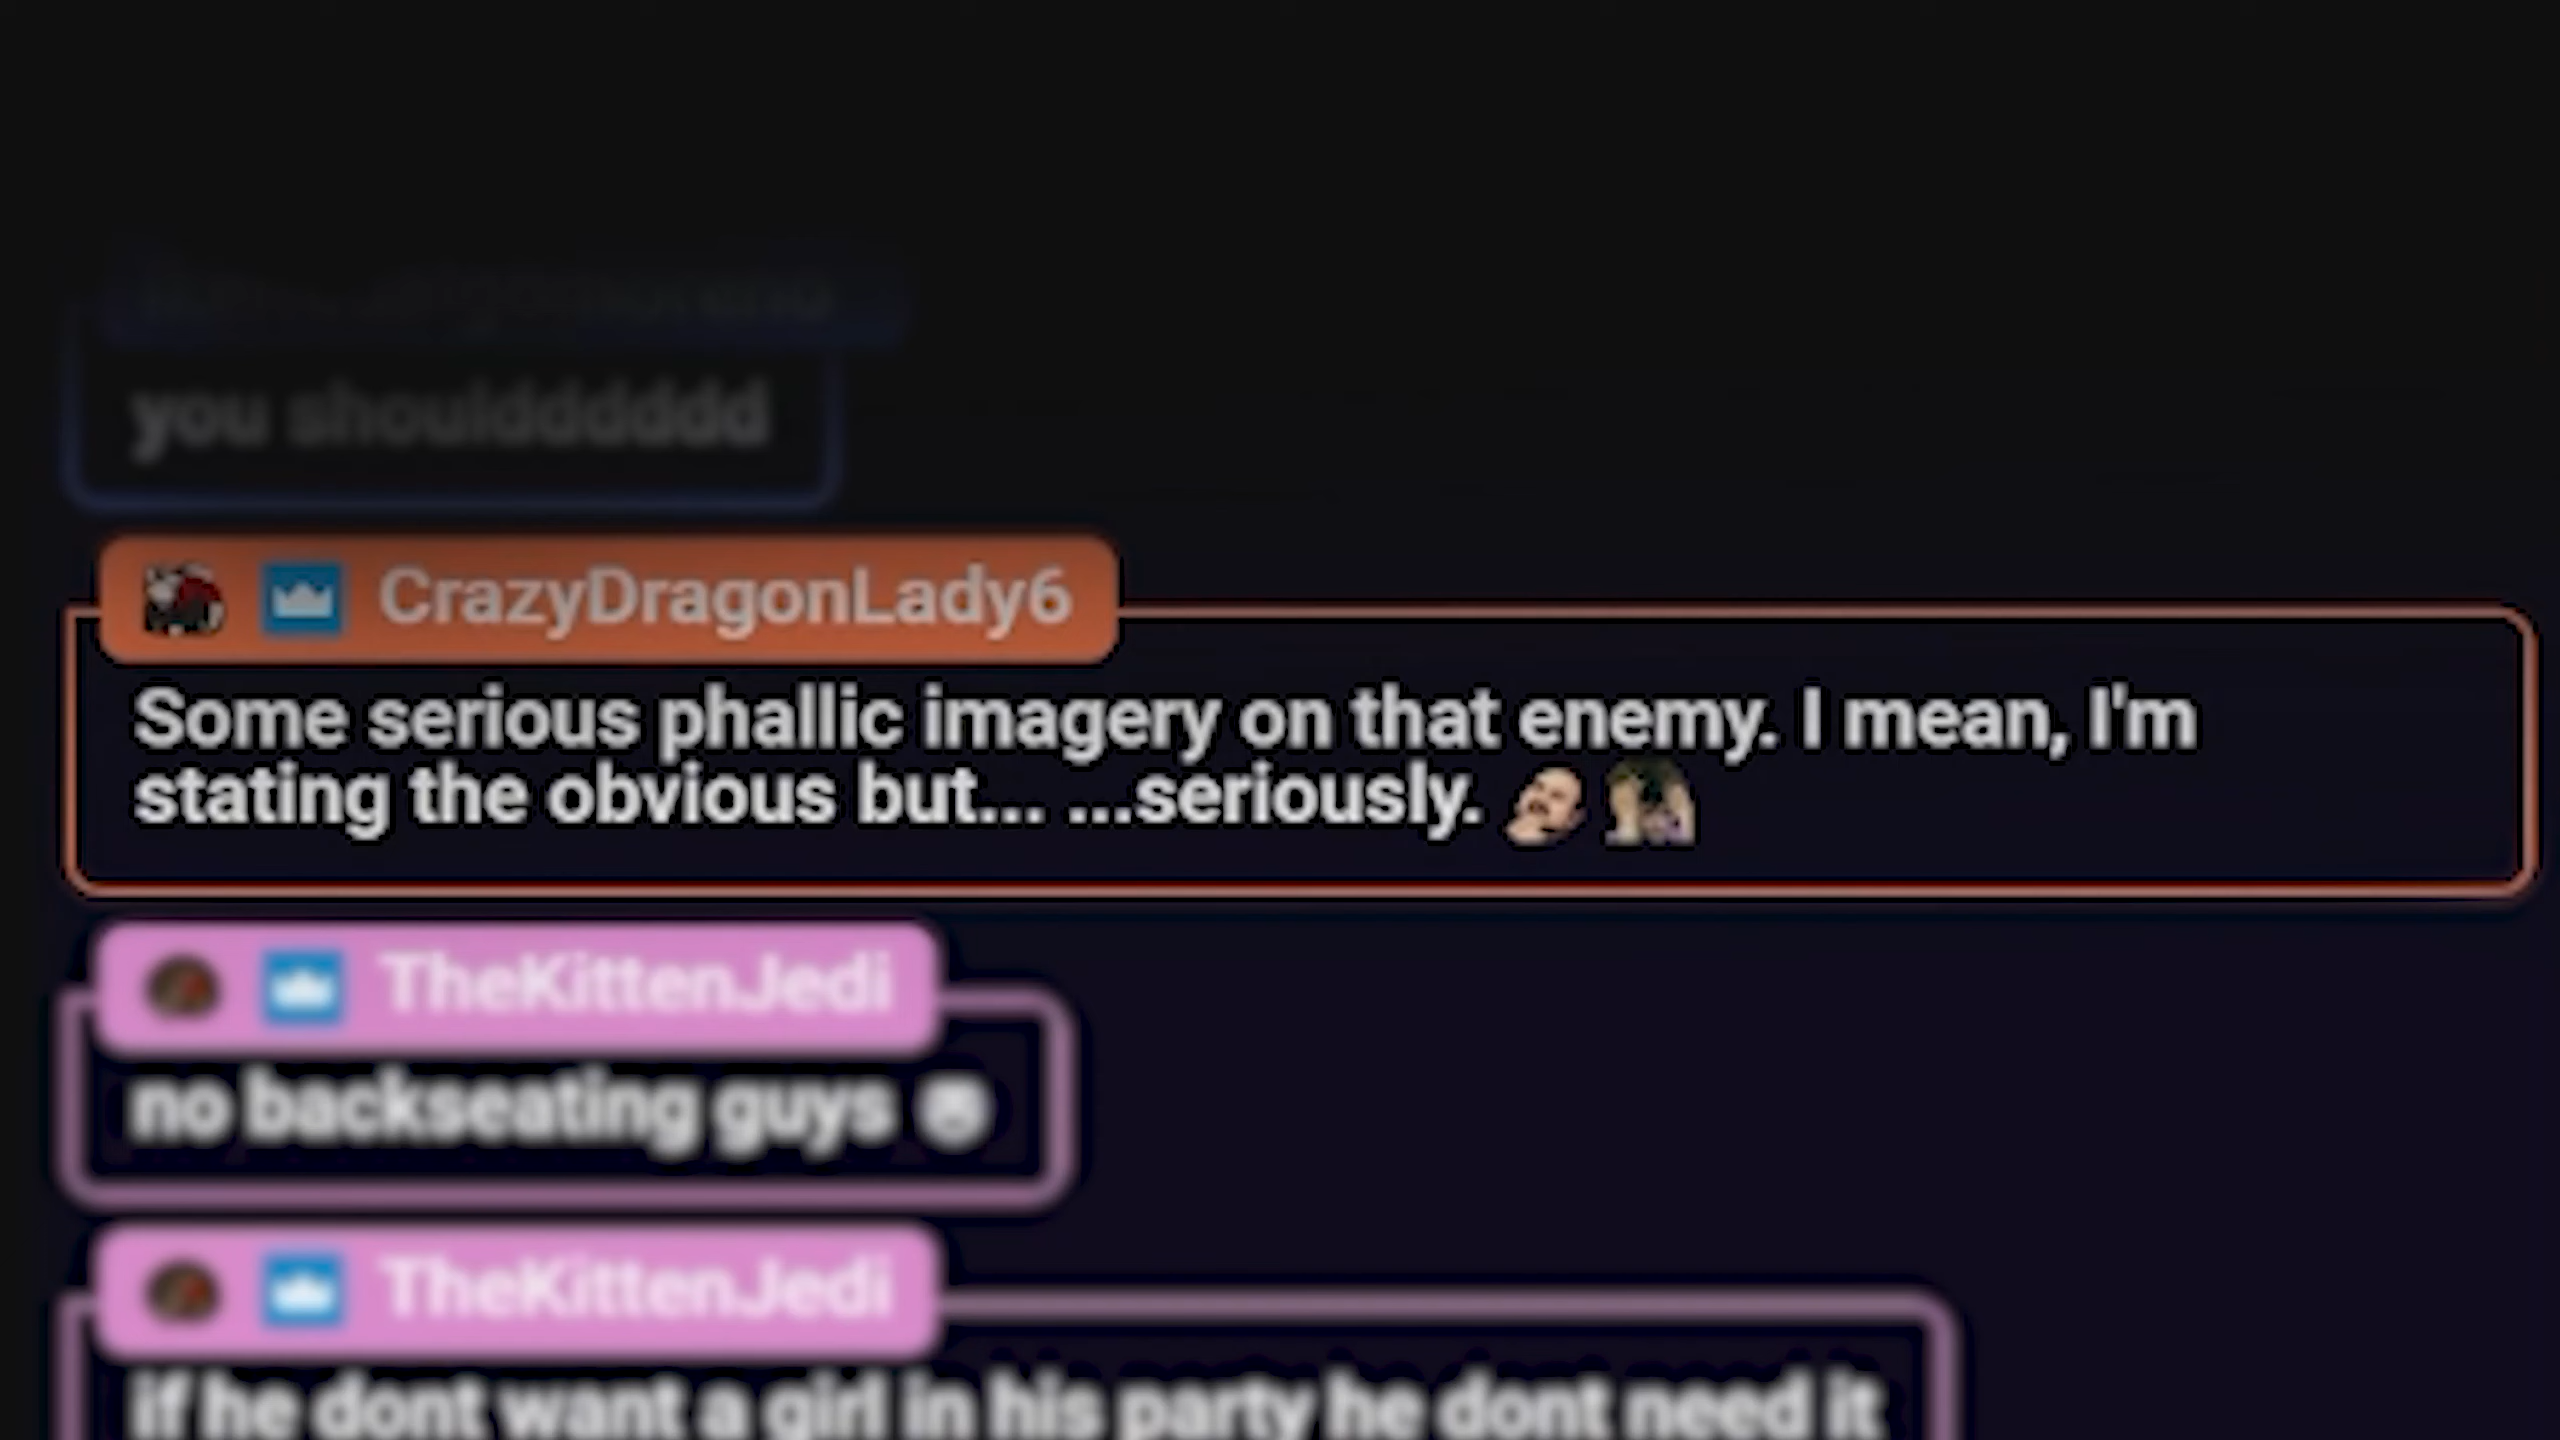 you shouldddddd
CrazyDragonLady6
Some serious phallic imagery on that enemy. I mean, I'm
stating the obvious but... ...seriously.
TheKittenJedi
no backseating guys
TheKittenJedi
if he dont want a girl in his party he dont need it